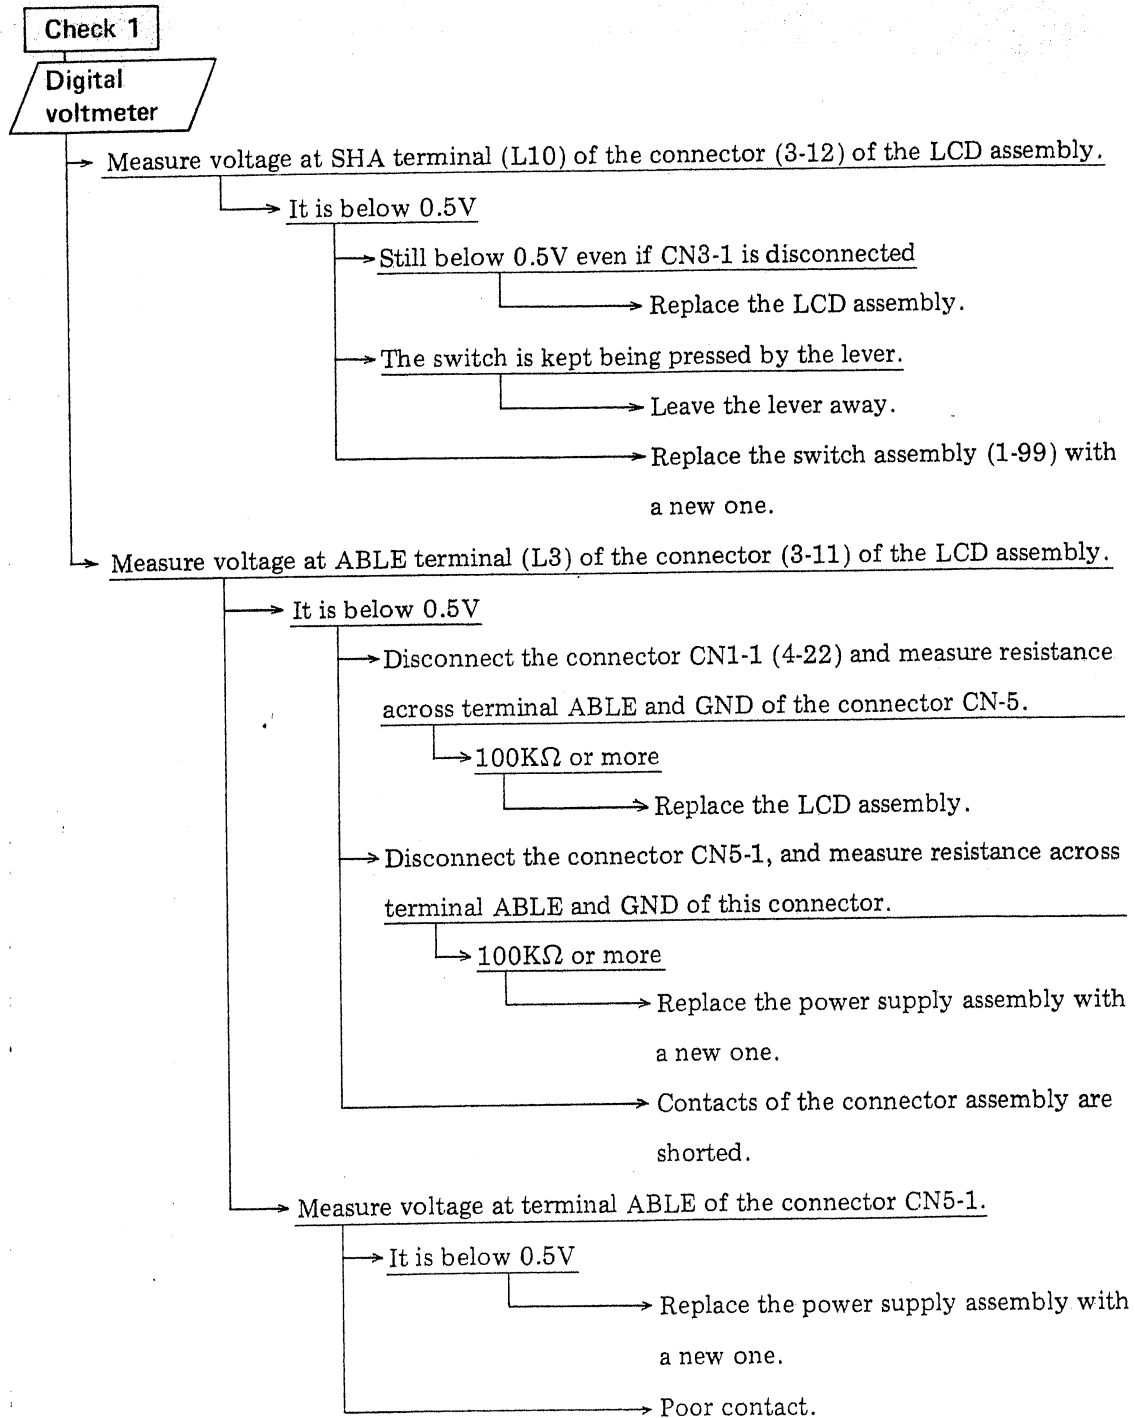 Check 1
Digital
voltmeter
Measure voltage at SHA terminal (L10) of the connector (3-12) of the LCD assembly.
It is below 0.5V
Still below 0.5V even if CN3-1 is disconnected
Replace the LCD assembly.
The switch is kept being pressed by the lever.
Leave the lever away.
Replace the switch assembly (1-99) with
a new one.
Measure voltage at ABLE terminal (L3) of the connector (3-11) of the LCD assembly.
It is below 0.5V
Disconnect the connector CN1-1 (4-22) and measure resistance
across terminal ABLE and GND of the connector CN-5.
100KΩ or more
Replace the LCD assembly.
Disconnect the connector CN5-1, and measure resistance across
terminal ABLE and GND of this connector.
100KΩ or more
Replace the power supply assembly with
a new one.
Contacts of the connector assembly are
shorted.
Measure voltage at terminal ABLE of the connector CN5-1.
It is below 0.5V
Replace the power supply assembly with
a new one.
Poor contact.